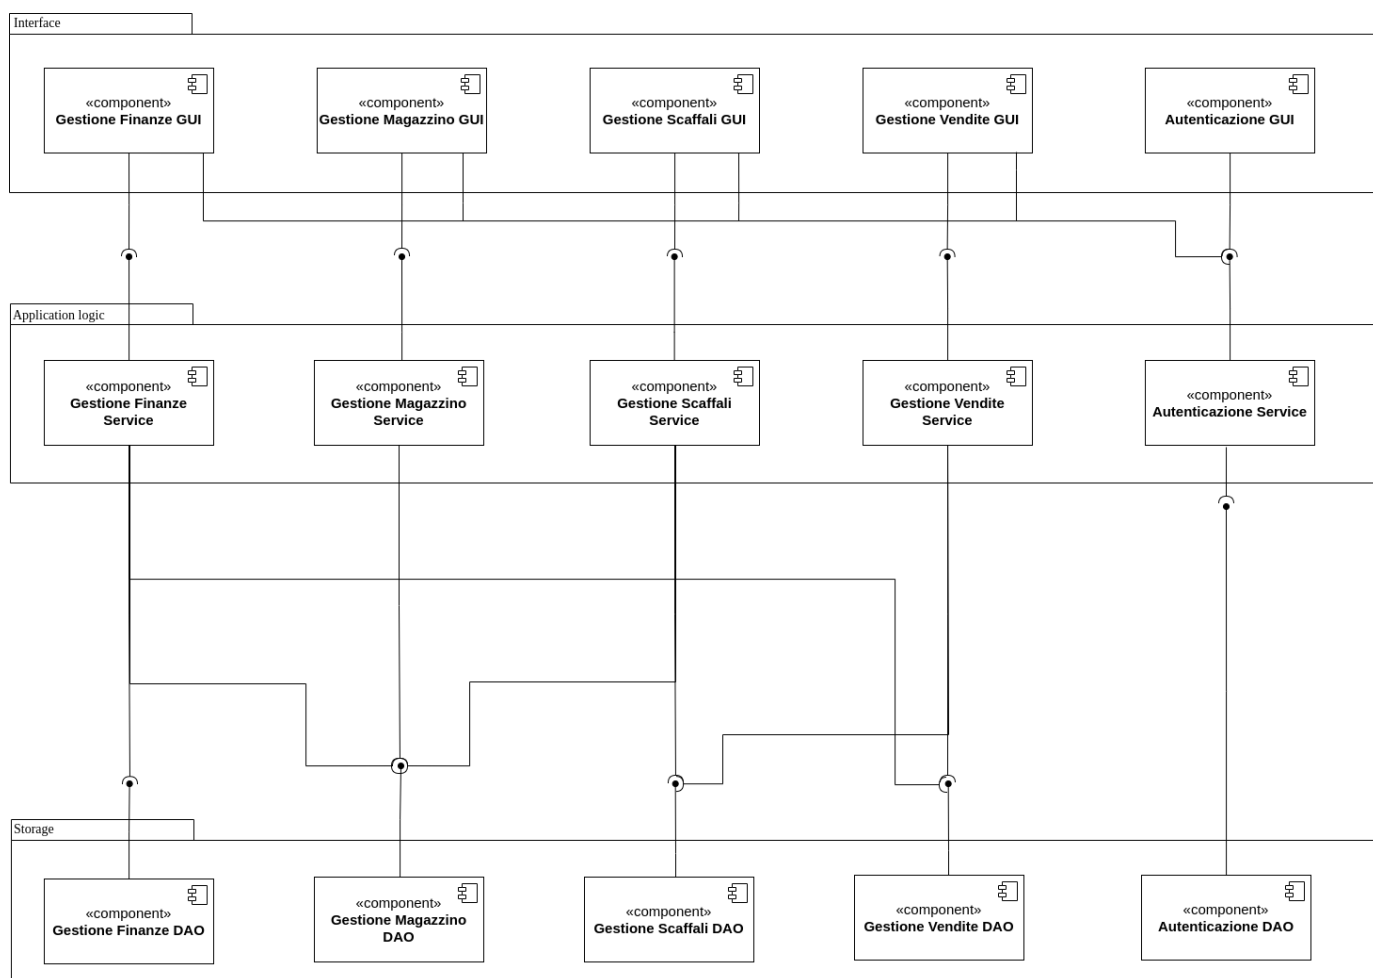 Interface
«component»
Gestione Finanze GUI
«component»
Gestione Magazzino GUI
«component»
Gestione Scaffali GUI
«component»
Gestione Vendite GUI
«component»
Autenticazione GUI
Application logic
«component»
Gestione Finanze
Service
«component»
Gestione Magazzino
Service
«component»
Gestione Scaffali
Service
«component»
Gestione Vendite
Service
«component»
Autenticazione Service
Storage
«component»
Gestione Finanze DAO
«component»
Gestione Magazzino
DAO
«component»
Gestione Scaffali DAO
«component»
Gestione Vendite DAO
«component»
Autenticazione DAO